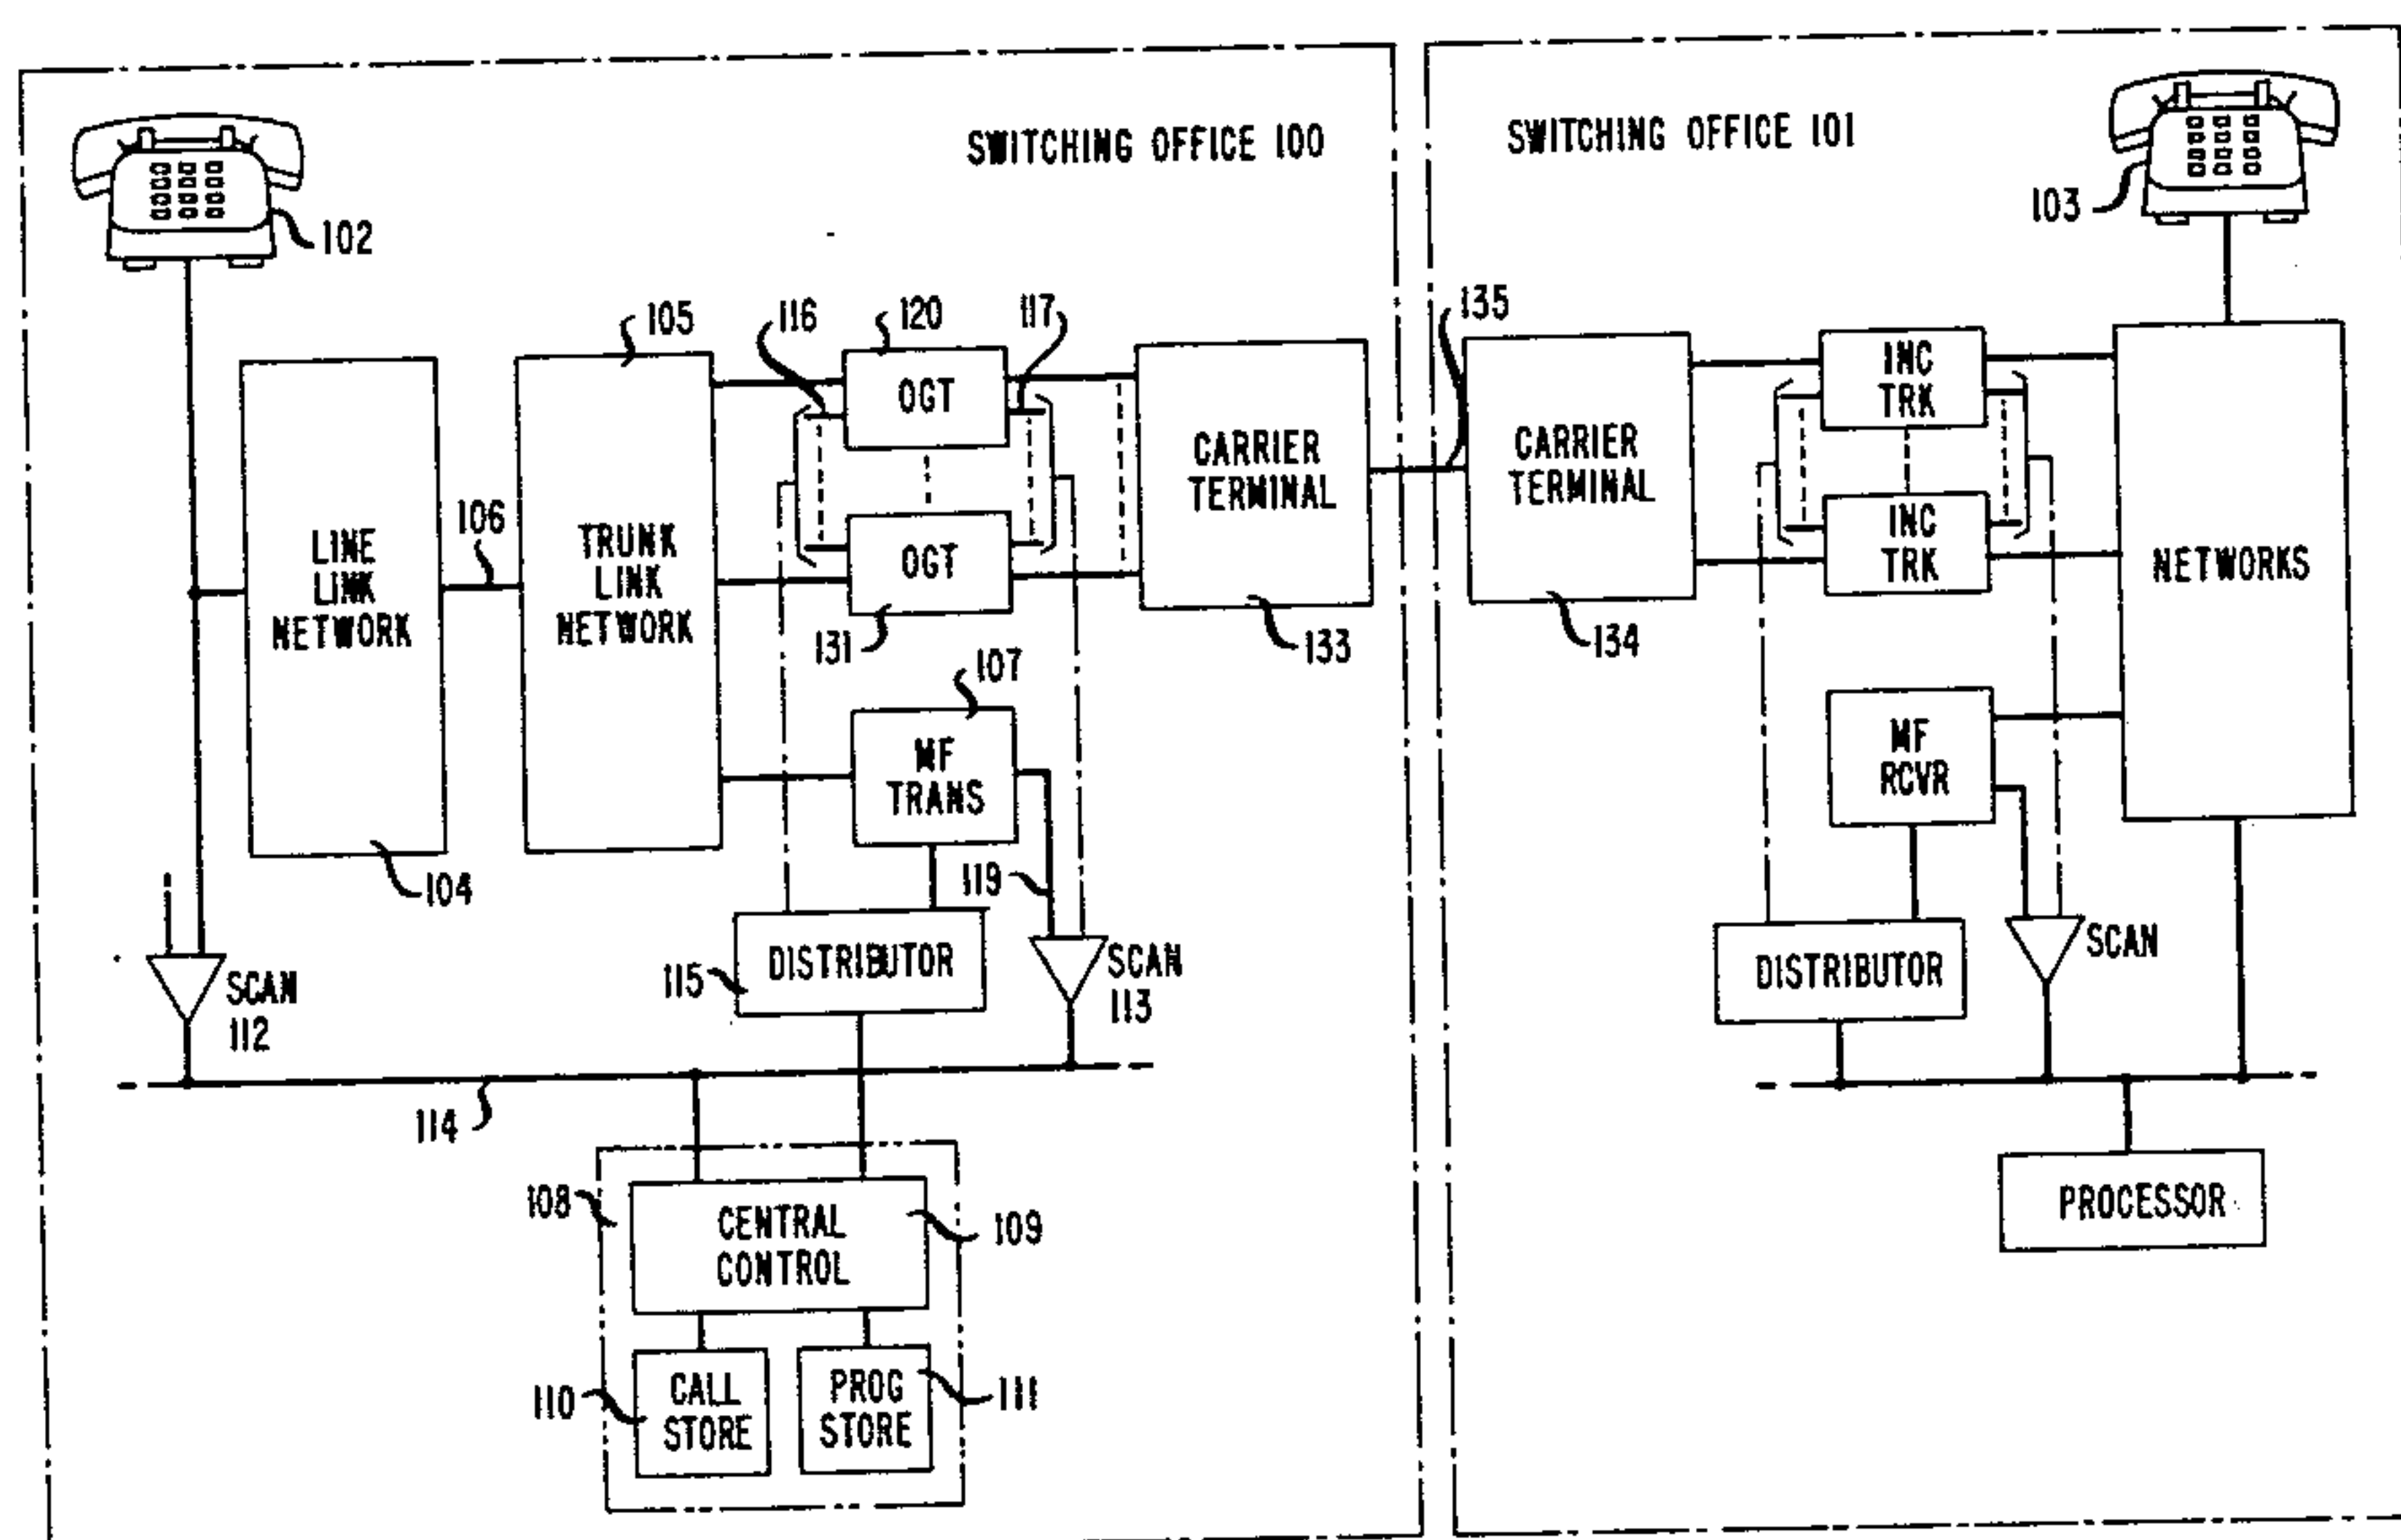 SWITCHING OFFICE 100
SWITCHING OFFICE 101
102
103
105
116
120
117
135
OGT
INC
TRK
CARRIER
TERMINAL
CARRIER
TERMINAL
LINE
LINK
NETWORK
106
TRUNK
LINK
NETWORK
OGT
INC
TRK
NETWORKS
131
133
134
107
MF
TRANS
MF
RCVR
104
119
SCAN
112
115
DISTRIBUTOR
SCAN
113
DISTRIBUTOR
SCAN
114
108
CENTRAL
CONTROL
109
PROCESSOR
110
CALL
STORE
PROG
STORE
111